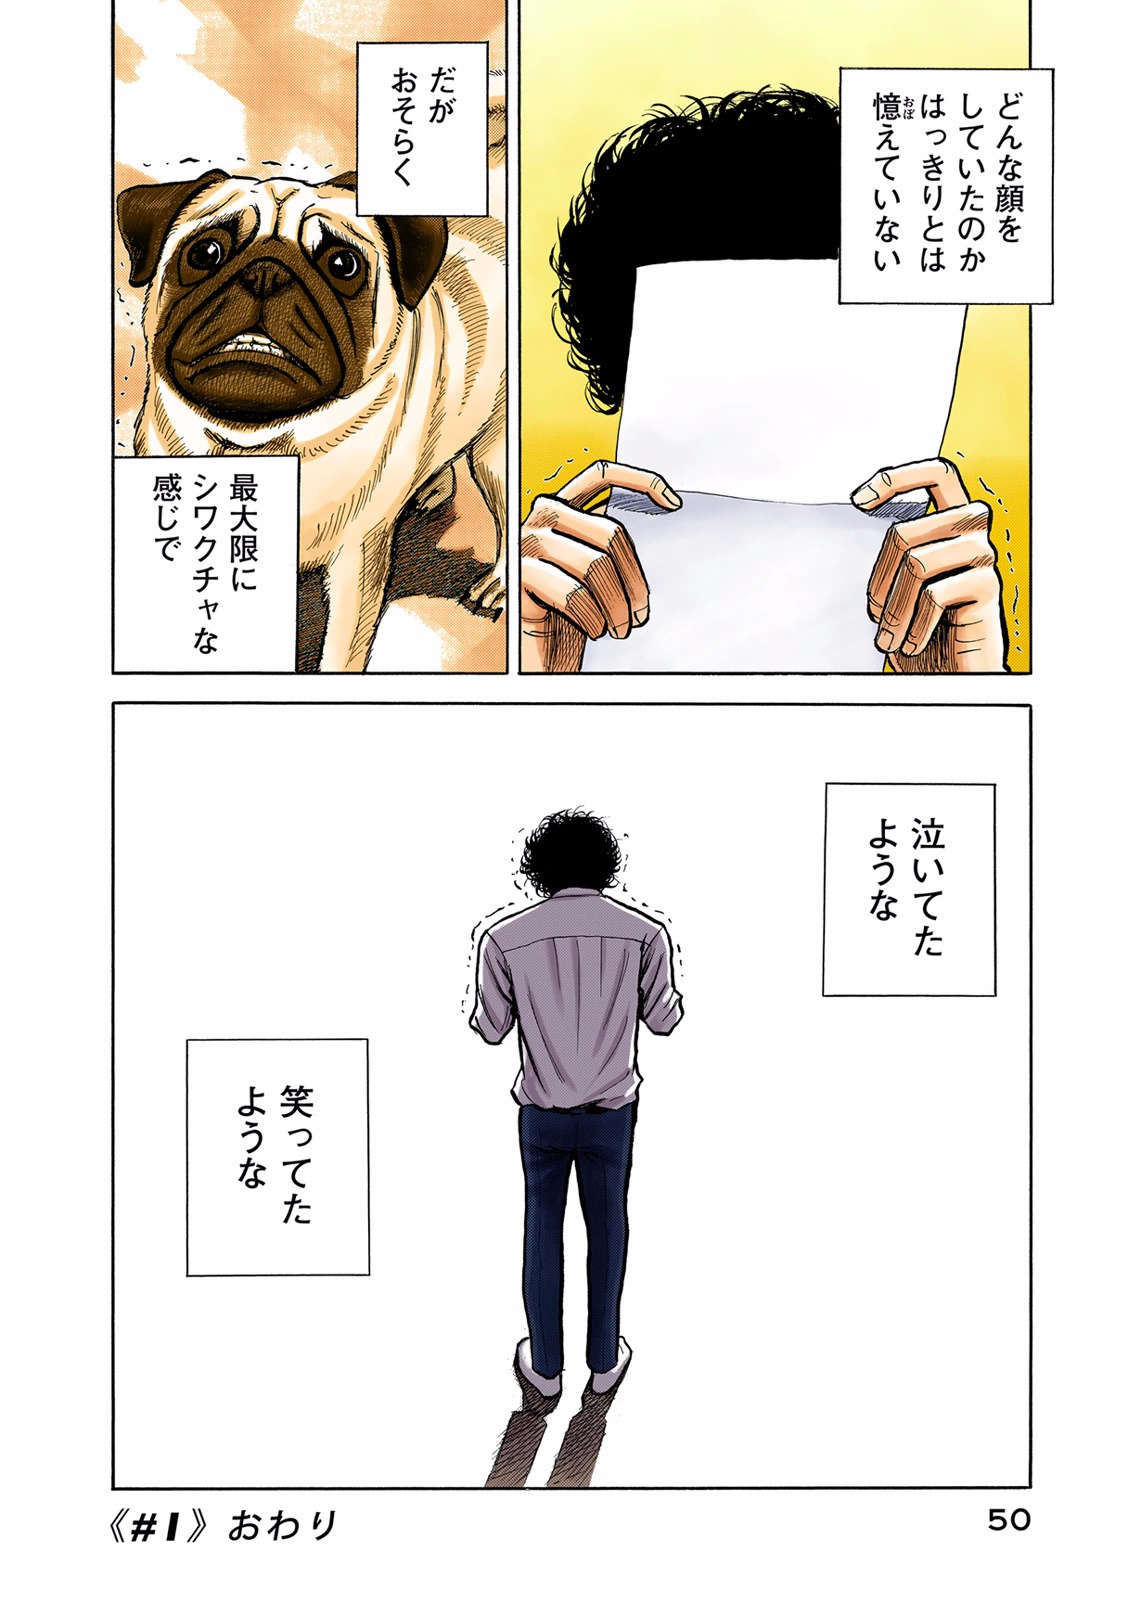 どんな顔を
していたのか
はっきりとは
憶えていない
おぼ
だが
おそらく
最大限に
シワクチャな
感じで
泣いてた
ような
笑ってた
ような
《#1》おわり
50